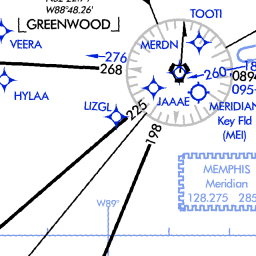 W88°48.26'
GREENWOOD
TOOTI
VEERA
MERDN
276
268
260
HYLAA
LIZGL
JAAAE
089
095
225
MERIDIAN
Key Fld
(MEI)
198
MEMPHIS
Meridian
128.275 285
W89°